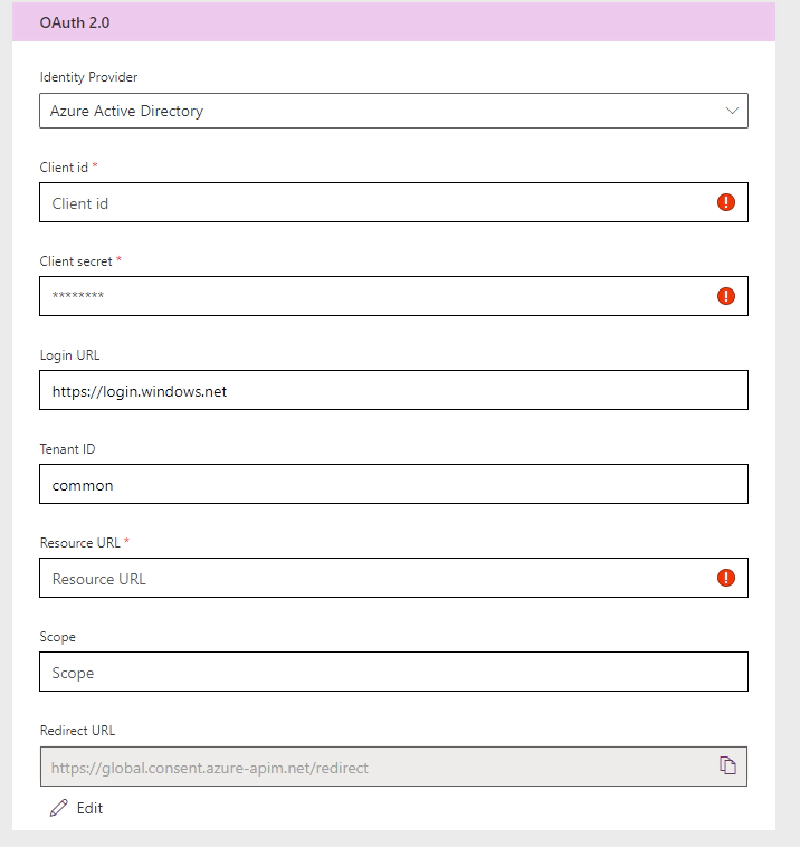 OAuth 2.0
Identity Provider
Azure Active Directory
Client id *
Client id
Client secret *
********
Login URL
https://login.windows.net
Tenant ID
common
Resource URL *
Resource URL
Scope
Scope
Redirect URL
https://global.consent.azure-apim.net/redirect
Edit